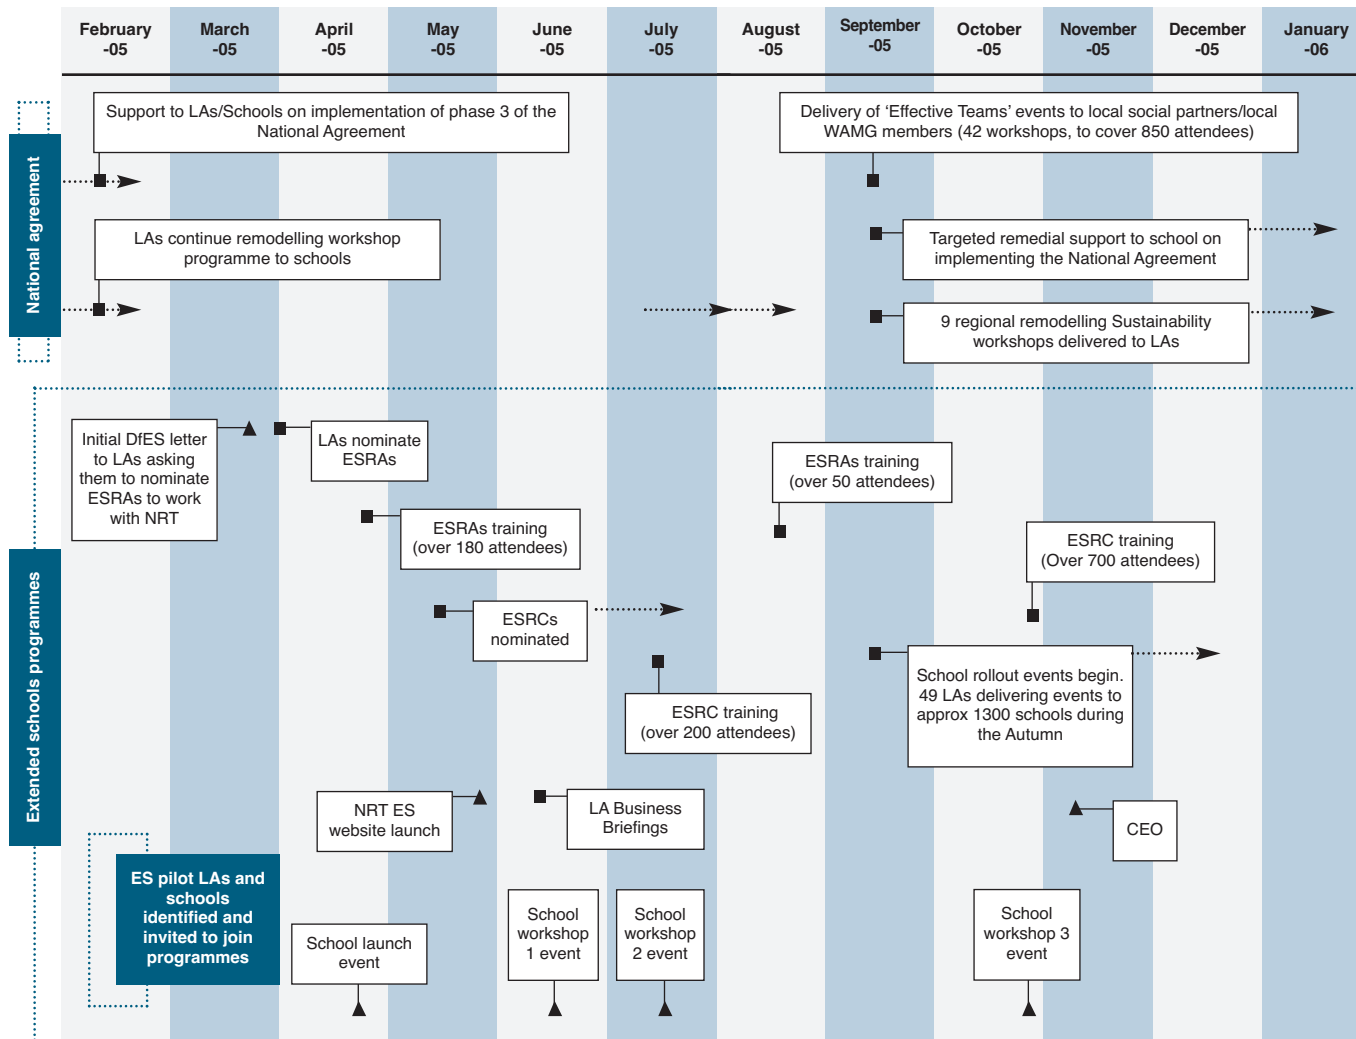 February
-05
March
-05
April
-05
May
-05
June
-05
July
-05
August
-05
September
-05
October
-05
November
-05
December
-05
January
-06
National agreement
Support to LAs/Schools on implementation of phase 3 of the
National Agreement
Delivery of ‘Effective Teams’ events to local social partners/local
WAMG members (42 workshops, to cover 850 attendees)
LAs continue remodelling workshop
programme to schools
Targeted remedial support to school on
implementing the National Agreement
9 regional remodelling Sustainability
workshops delivered to LAs
Extended schools programmes
Initial DfES letter
to LAs asking
them to nominate
ESRAs to work
with NRT
LAs nominate
ESRAs
ESRAs training
(over 180 attendees)
ESRAs training
(over 50 attendees)
ESRC training
(Over 700 attendees)
ESRCs
nominated
ESRC training
(over 200 attendees)
School rollout events begin.
49 LAs delivering events to
approx 1300 schools during
the Autumn
NRT ES
website launch
LA Business
Briefings
CEO
ES pilot LAs and
schools
identified and
invited to join
programmes
School launch
event
School
workshop
1 event
School
workshop
2 event
School
workshop 3
event